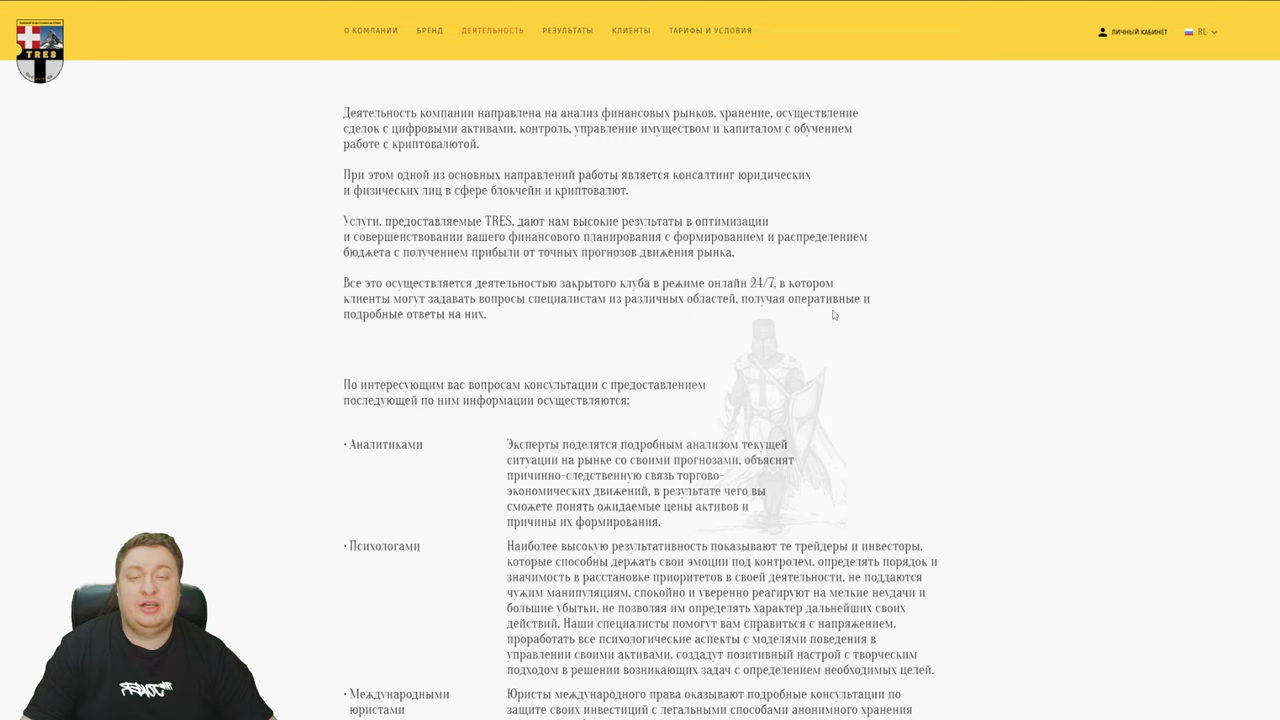 TRES
О КОМПАНИИ БРЕНД ДЕЯТЕЛЬНОСТЬ РЕЗУЛЬТАТЫ КЛИЕНТЫ ТАРИФЫ И УСЛОВИЯ
ЛИЧНЫЙ КАБИНЕТ RU
Деятельность компании направлена на анализ финансовых рынков, хранение, осуществление
сделок с цифровыми активами, контроль, управление имуществом и капиталом с обучением
работе с криптовалютой.
При этом одной из основных направлений работы является консалтинг юридических
и физических лиц в сфере блокчейн и криптовалют.
Услуги, предоставляемые TRES, дают нам высокие результаты в оптимизации
и совершенствовании вашего финансового планирования с формированием и распределением
бюджета с получением прибыли от точных прогнозов движения рынка.
Все это осуществляется деятельностью закрытого клуба в режиме онлайн 24/7, в котором
клиенты могут задавать вопросы специалистам из различных областей, получая оперативные и
подробные ответы на них.
По интересующим вас вопросам консультации с предоставлением
последующей по ним информации осуществляются:
• Аналитиками
Эксперты поделятся подробным анализом текущей
ситуации на рынке со своими прогнозами, объяснят
причинно-следственную связь торгово-
экономических движений, в результате чего вы
сможете понять ожидаемые цены активов и
причины их формирования.
• Психологами
Наиболее высокую результативность показывают те трейдеры и инвесторы,
которые способны держать свои эмоции под контролем, определять порядок и
значимость в расстановке приоритетов в своей деятельности, не поддаются
чужим манипуляциям, спокойно и уверенно реагируют на мелкие неудачи и
большие убытки, не позволяя им определять характер дальнейших своих
действий. Наши специалисты помогут вам справиться с напряжением,
проработать все психологические аспекты с моделями поведения в
управлении своими активами, создадут позитивный настрой с творческим
подходом в решении возникающих задач с определением необходимых целей.
• Международными
юристами
Юристы международного права оказывают подробные консультации по
защите своих инвестиций с легальными способами анонимного хранения